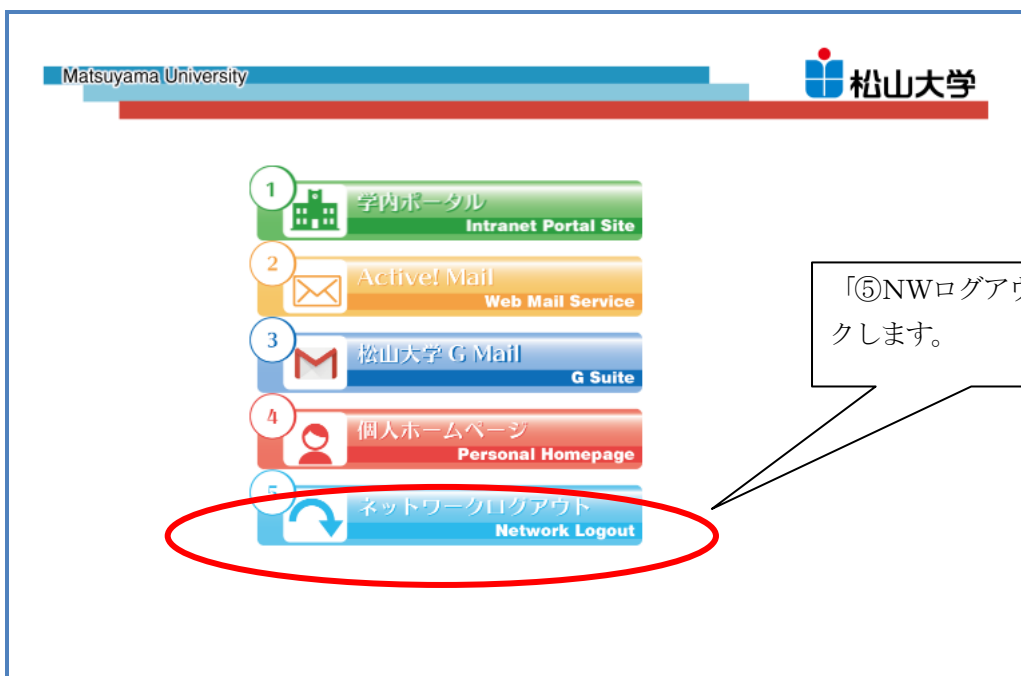 Matsuyama University
松山大学
1
学内ポータル
Intranet Portal Site
2
Active! Mail
Web Mail Service
3
松山大学 G Mail
G Suite
4
個人ホームページ
Personal Homepage
5
ネットワークログアウト
Network Logout
「⑤NWログアウ
クします。